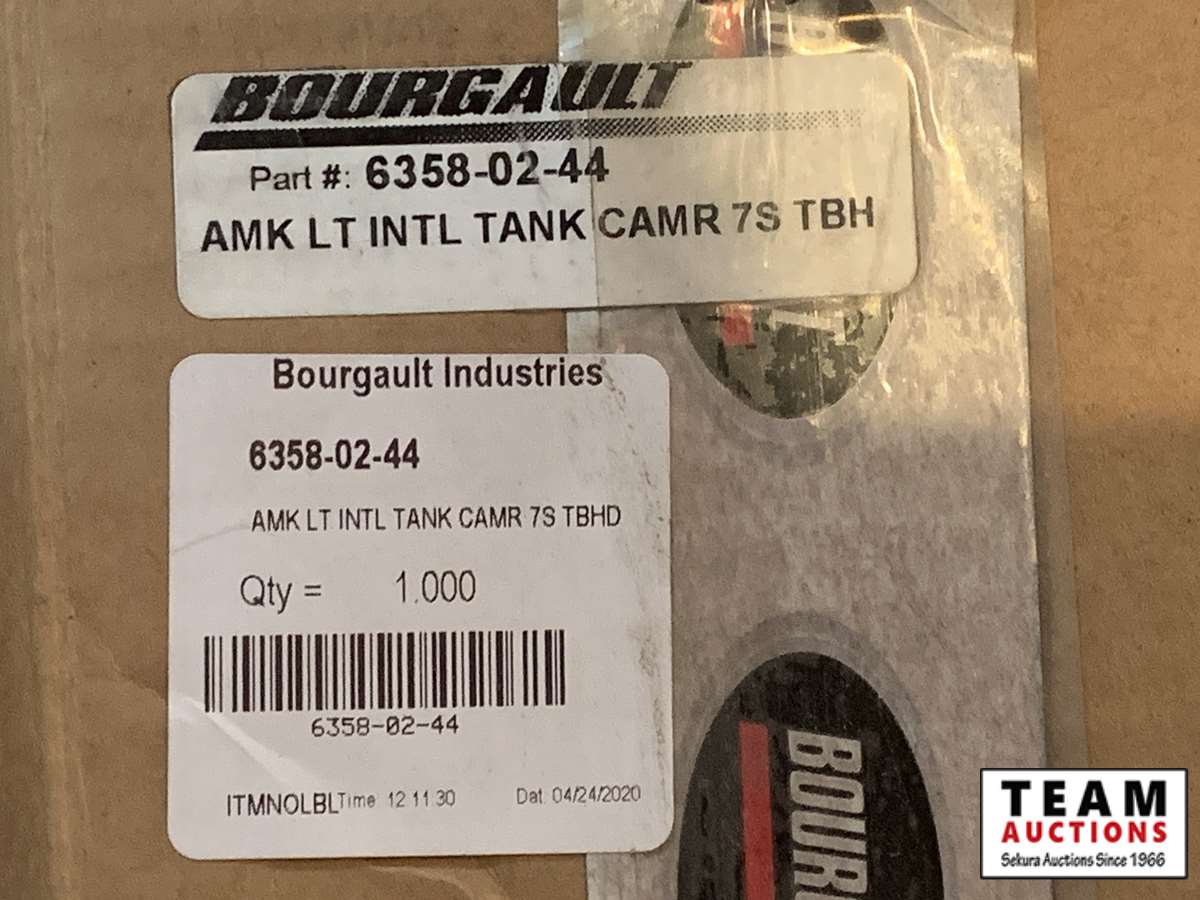 BOURGAULT
Part #: 6358-02-44
AMK LT INTL TANK CAMR 7S TBH
Bourgault Industries
6358-02-44
AMK LT INTL TANK CAMR 7S TBHD
Qty = 1.000
6358-02-44
ITMNOLBL Time 12 11 30 Dat. 04/24/2020
BOURG
TEAM
AUCTIONS
Sekura Auctions Since 1966